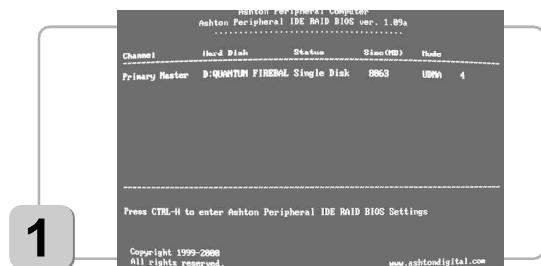 Ashton Peripheral Computer
Ashton Peripheral IDE RAID BIOS ver. 1.09a
Channel Hard Disk Status Size(MB) Mode
Primary Master D:QUANTUM FIREBAL Single Disk 8063 UDMA 4
Press CTRL-H to enter Ashton Peripheral IDE RAID BIOS Settings
1
Copyright 1999-2000
All rights reserved. www.ashtondigital.com